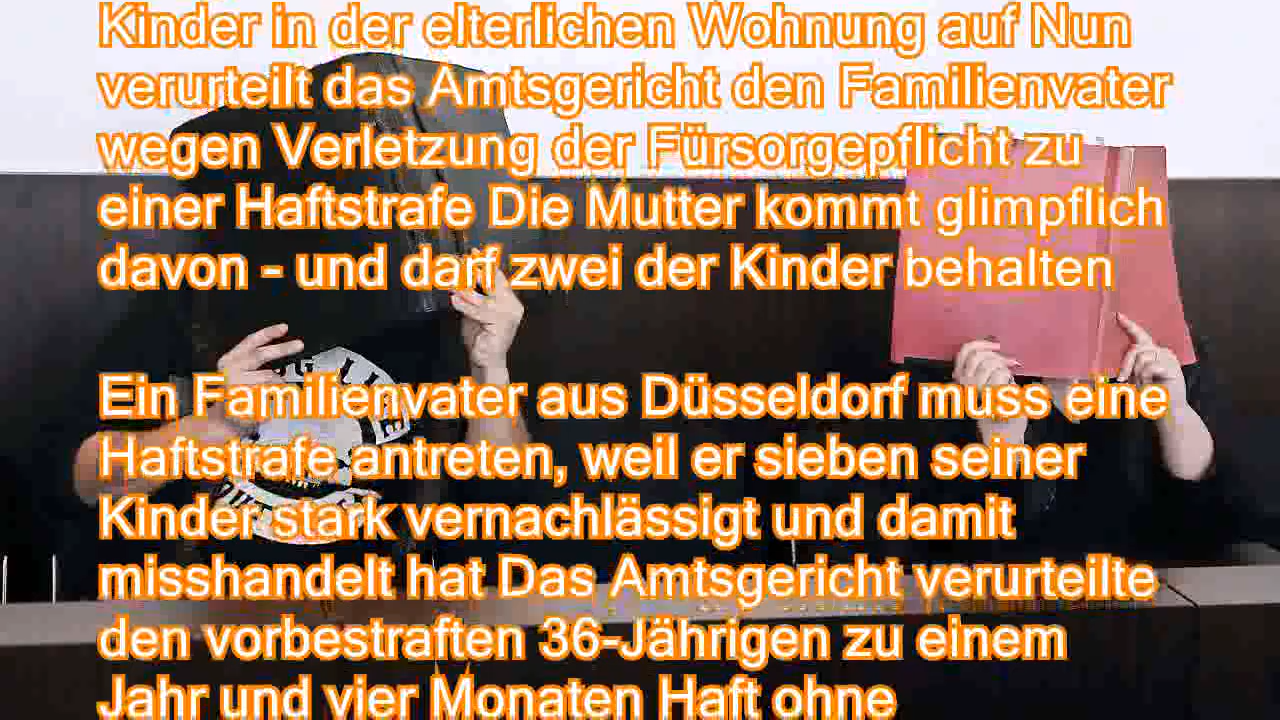 Kinder in der elterlichen Wohnung auf Nun
verurteilt das Amtsgericht den Familienvater
wegen Verletzung der Fürsorgepflicht zu
einer Haftstrafe Die Mutter kommt glimpflich
davon - und darf zwei der Kinder behalten
Ein Familienvater aus Düsseldorf muss eine
Haftstrafe antreten, weil er sieben seiner
Kinder stark vernachlässigt und damit
misshandelt hat Das Amtsgericht verurteilte
den vorbestraften 36-Jährigen zu einem
Jahr und vier Monaten Haft ohne